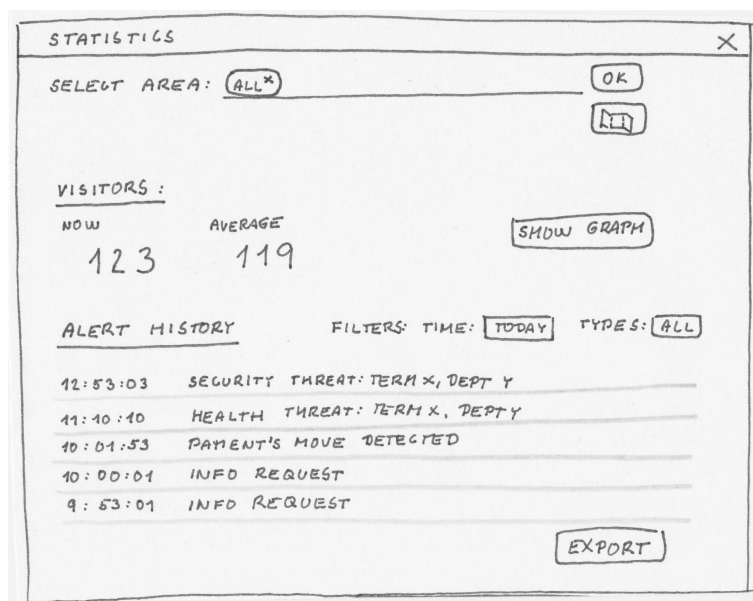 STATISTICS X
SELECT AREA: ALL x OK
VISITORS:
NOW AVERAGE
123 119 SHOW GRAPH
ALERT HISTORY FILTERS: TIME: TODAY TYPES: ALL
12:53:03 SECURITY THREAT: TERM X, DEPT Y
11:10:10 HEALTH THREAT: TERM X, DEPT Y
10:01:53 PATIENT'S MOVE DETECTED
10:00:01 INFO REQUEST
9:53:01 INFO REQUEST
EXPORT